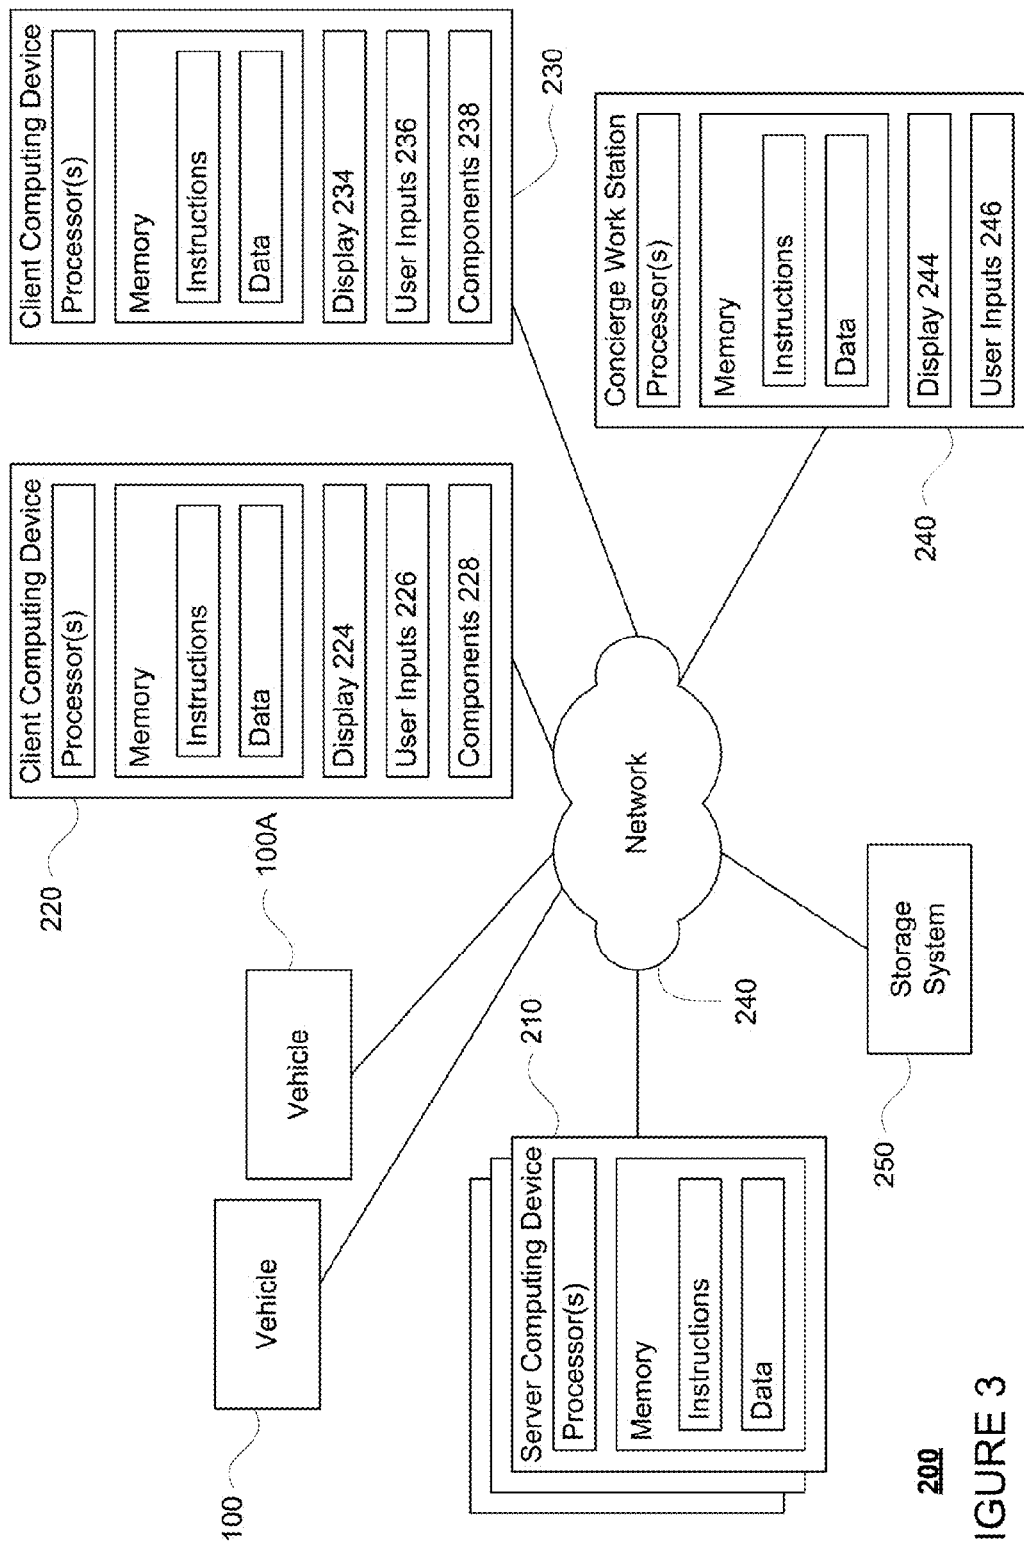 100
Vehicle
Vehicle
100A
220
Client Computing Device
Processor(s)
Memory
Instructions
Data
Display 224
User Inputs 226
Components 228
Client Computing Device
Processor(s)
Memory
Instructions
Data
Display 234
User Inputs 236
Components 238
230
210
Server Computing Device
Processor(s)
Memory
Instructions
Data
Network
240
Concierge Work Station
Processor(s)
Memory
Instructions
Data
Display 244
User Inputs 246
240
250
Storage
System
200
IGURE 3